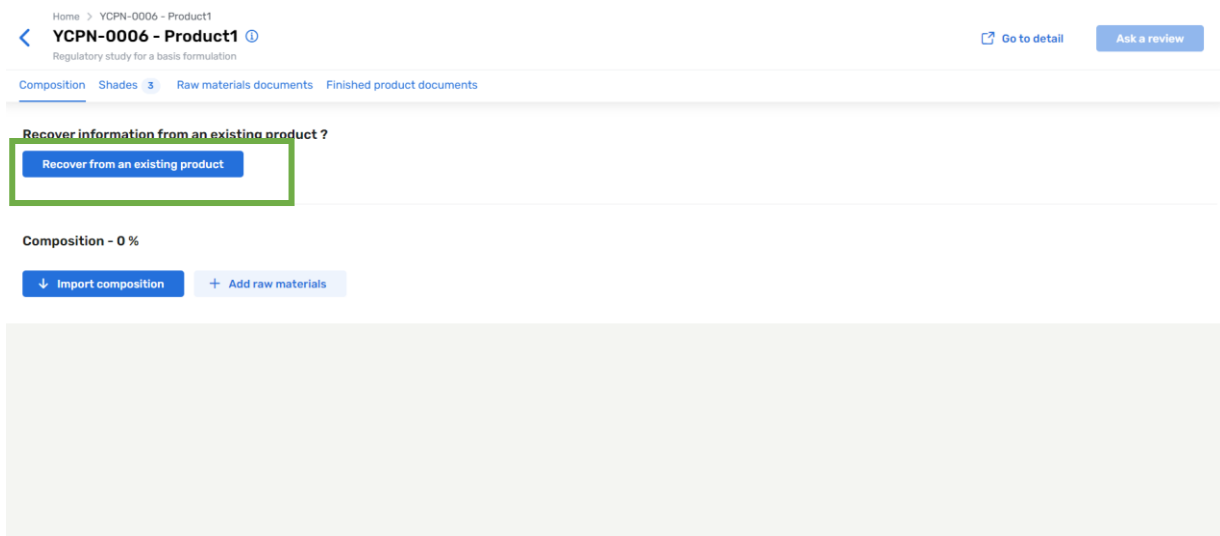 Home > YCPN-0006 - Product1
YCPN-0006 - Product1
Go to detail
Ask a review
Regulatory study for a basis formulation
Composition Shades 3 Raw materials documents Finished product documents
Recover information from an existing product ?
Recover from an existing product
Composition - 0 %
Import composition
+ Add raw materials